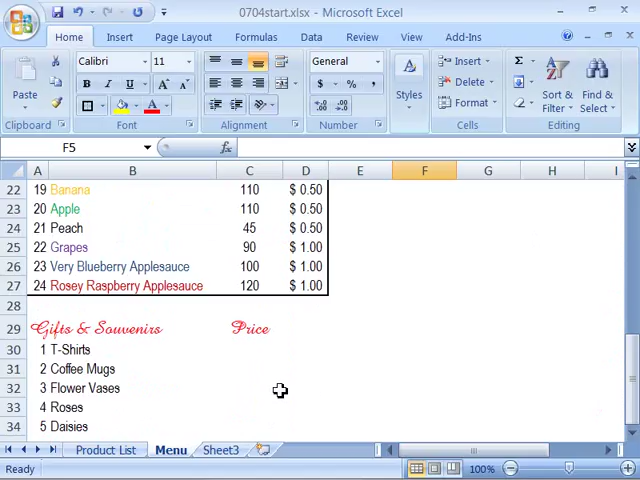 0704start.xlsx - Microsoft Excel
Home Insert Page Layout Formulas Data Review View Add-Ins
Calibri 11 General Insert Σ
Paste B I U A A $ % , Styles Delete Sort & Filter Find & Select
A .0 .00 .00 .0 Format
Clipboard Font Alignment Number Cells Editing
F5 fx
A B C D E F G H I
22 19 Banana 110 $ 0.50
23 20 Apple 110 $ 0.50
24 21 Peach 45 $ 0.50
25 22 Grapes 90 $ 1.00
26 23 Very Blueberry Applesauce 100 $ 1.00
27 24 Rosey Raspberry Applesauce 120 $ 1.00
28
29 Gifts & Souvenirs Price
30 1 T-Shirts
31 2 Coffee Mugs
32 3 Flower Vases
33 4 Roses
34 5 Daisies
Product List Menu Sheet3
Ready 100%